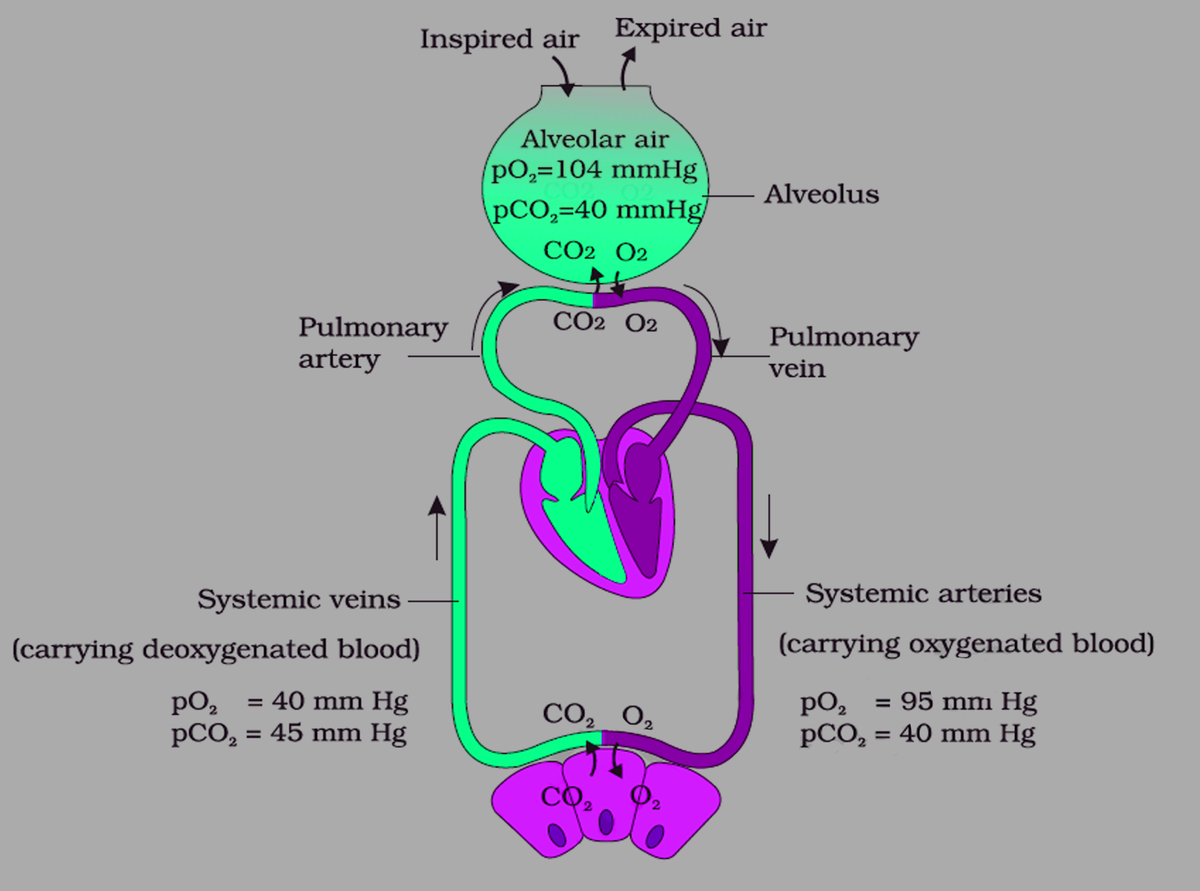 Inspired air
Expired air
Alveolar air
pO₂=104 mmHg
CO2 O2
pCO₂=40 mmHg
Alveolus
CO2 O2
CO2 O2
Pulmonary
artery
Pulmonary
vein
Systemic veins
(carrying deoxygenated blood)
pO₂ = 40 mm Hg
pCO₂ = 45 mm Hg
Systemic arteries
(carrying oxygenated blood)
pO₂ = 95 mm Hg
pCO₂ = 40 mm Hg
CO₂ O₂
CO₂ O₂